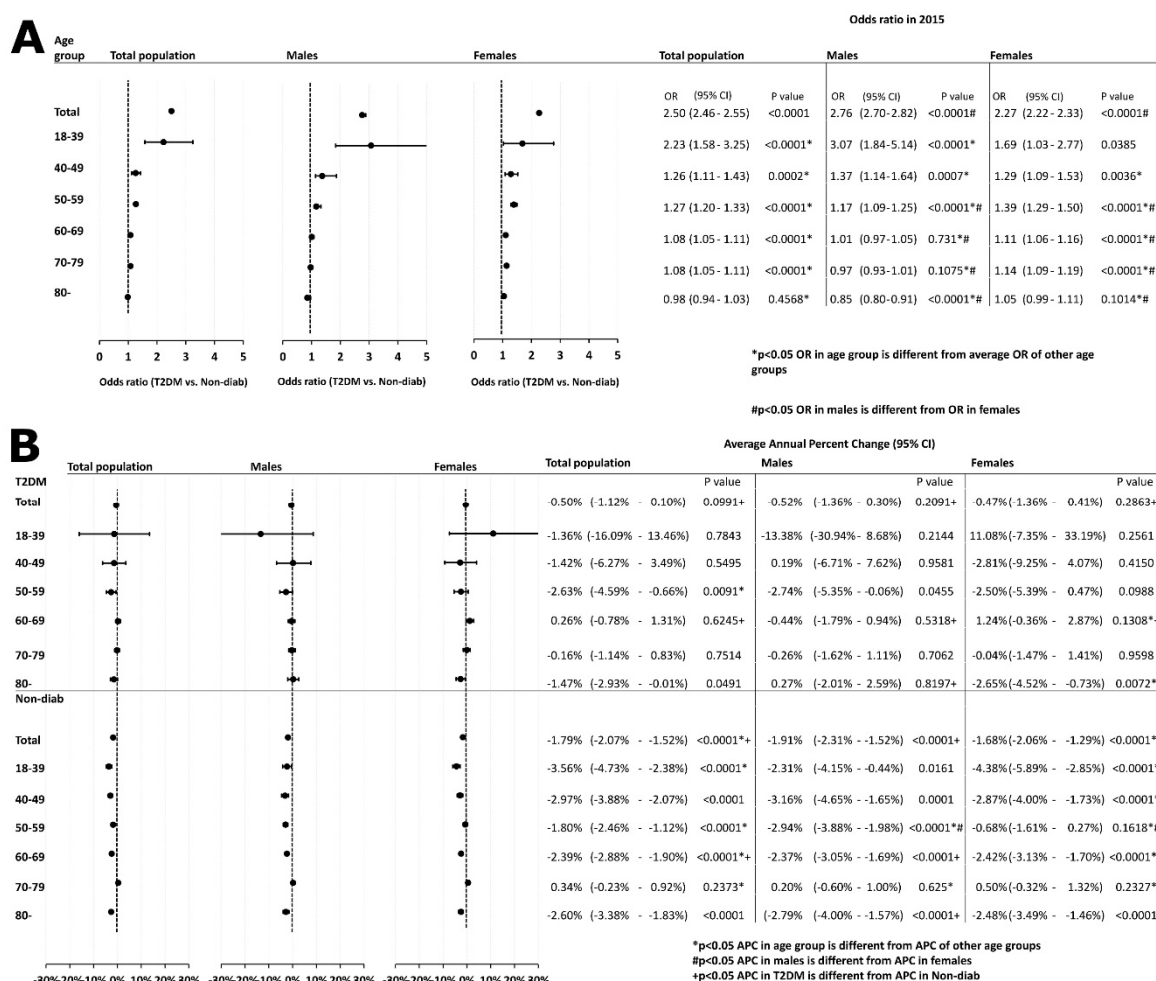 A
Odds ratio in 2015
Age group Total population Males Females Total population Males Females
OR (95% CI) P value OR (95% CI) P value OR (95% CI) P value
Total 2.50 (2.46 - 2.55) <0.0001 2.76 (2.70-2.82) <0.0001# 2.27 (2.22 - 2.33) <0.0001#
18-39 2.23 (1.58 - 3.25) <0.0001* 3.07 (1.84-5.14) <0.0001* 1.69 (1.03 - 2.77) 0.0385
40-49 1.26 (1.11 - 1.43) 0.0002* 1.37 (1.14-1.64) 0.0007* 1.29 (1.09 - 1.53) 0.0036*
50-59 1.27 (1.20 - 1.33) <0.0001* 1.17 (1.09-1.25) <0.0001*# 1.39 (1.29 - 1.50) <0.0001*#
60-69 1.08 (1.05 - 1.11) <0.0001* 1.01 (0.97-1.05) 0.731*# 1.11 (1.06 - 1.16) <0.0001*#
70-79 1.08 (1.05 - 1.11) <0.0001* 0.97 (0.93-1.01) 0.1075*# 1.14 (1.09 - 1.19) <0.0001*#
80- 0.98 (0.94 - 1.03) 0.4568* 0.85 (0.80-0.91) <0.0001*# 1.05 (0.99 - 1.11) 0.1014*#
0 1 2 3 4 5 0 1 2 3 4 5 0 1 2 3 4 5
Odds ratio (T2DM vs. Non-diab) Odds ratio (T2DM vs. Non-diab) Odds ratio (T2DM vs. Non-diab)
*p<0.05 OR in age group is different from average OR of other age
groups
#p<0.05 OR in males is different from OR in females
B
Average Annual Percent Change (95% CI)
Total population Males Females Total population Males Females
T2DM P value P value P value
Total -0.50% (-1.12% - 0.10%) 0.0991+ -0.52% (-1.36% - 0.30%) 0.2091+ -0.47% (-1.36% - 0.41%) 0.2863+
18-39 -1.36% (-16.09% - 13.46%) 0.7843 -13.38% (-30.94% - 8.68%) 0.2144 11.08% (-7.35% - 33.19%) 0.2561
40-49 -1.42% (-6.27% - 3.49%) 0.5495 0.19% (-6.71% - 7.62%) 0.9581 -2.81% (-9.25% - 4.07%) 0.4150
50-59 -2.63% (-4.59% - -0.66%) 0.0091* -2.74% (-5.35% - -0.06%) 0.0455 -2.50% (-5.39% - 0.47%) 0.0988
60-69 0.26% (-0.78% - 1.31%) 0.6245+ -0.44% (-1.79% - 0.94%) 0.5318+ 1.24% (-0.36% - 2.87%) 0.1308*
70-79 -0.16% (-1.14% - 0.83%) 0.7514 -0.26% (-1.62% - 1.11%) 0.7062 -0.04% (-1.47% - 1.41%) 0.9598
80- -1.47% (-2.93% - -0.01%) 0.0491 0.27% (-2.01% - 2.59%) 0.8197+ -2.65% (-4.52% - -0.73%) 0.0072*
Non-diab
Total -1.79% (-2.07% - -1.52%) <0.0001*+ -1.91% (-2.31% - -1.52%) <0.0001+ -1.68% (-2.06% - -1.29%) <0.0001*
18-39 -3.56% (-4.73% - -2.38%) <0.0001* -2.31% (-4.15% - -0.44%) 0.0161 -4.38% (-5.89% - -2.85%) <0.0001*
40-49 -2.97% (-3.88% - -2.07%) <0.0001 -3.16% (-4.65% - -1.65%) 0.0001 -2.87% (-4.00% - -1.73%) <0.0001*
50-59 -1.80% (-2.46% - -1.12%) <0.0001* -2.94% (-3.88% - -1.98%) <0.0001*# -0.68% (-1.61% - 0.27%) 0.1618*#
60-69 -2.39% (-2.88% - -1.90%) <0.0001*+ -2.37% (-3.05% - -1.69%) <0.0001+ -2.42% (-3.13% - -1.70%) <0.0001*
70-79 0.34% (-0.23% - 0.92%) 0.2373* 0.20% (-0.60% - 1.00%) 0.625* 0.50% (-0.32% - 1.32%) 0.2327*
80- -2.60% (-3.38% - -1.83%) <0.0001 (-2.79% (-4.00% - -1.57%) <0.0001+ -2.48% (-3.49% - -1.46%) <0.0001
*p<0.05 APC in age group is different from APC of other age groups
#p<0.05 APC in males is different from APC in females
+p<0.05 APC in T2DM is different from APC in Non-diab
-30% -20% 10% 0% 10% 20% 30% -30% -20% 10% 0% 10% 20% 30% -30% -20% 10% 0% 10% 20% 30%